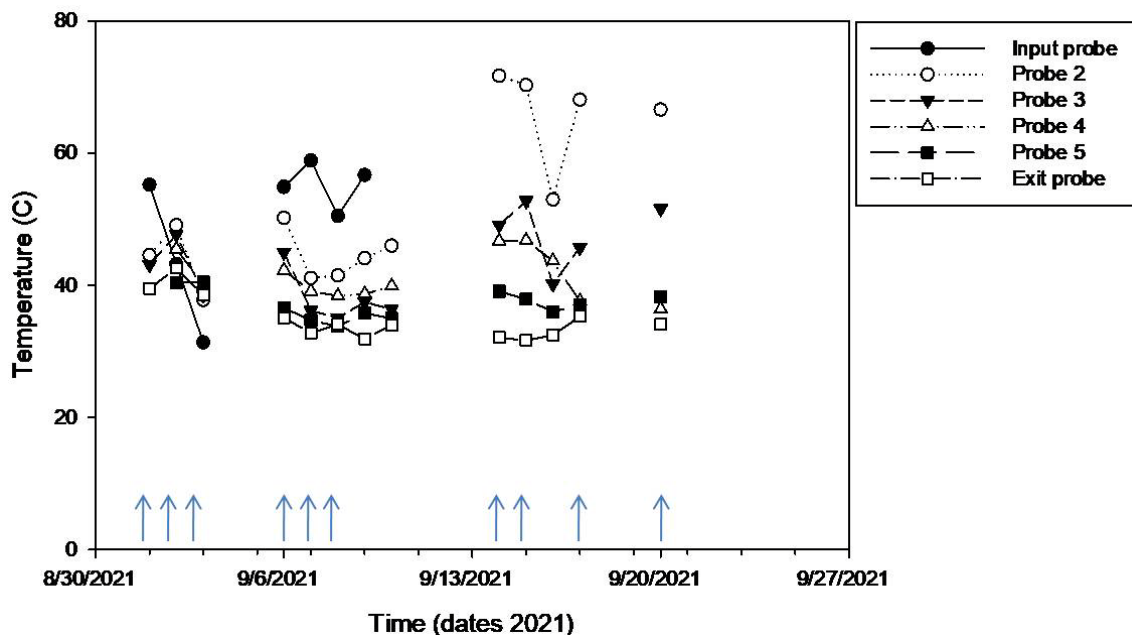 80
60
40
20
0
Temperature (C)
8/30/2021
9/6/2021
9/13/2021
9/20/2021
9/27/2021
Time (dates 2021)
Input probe
Probe 2
Probe 3
Probe 4
Probe 5
Exit probe